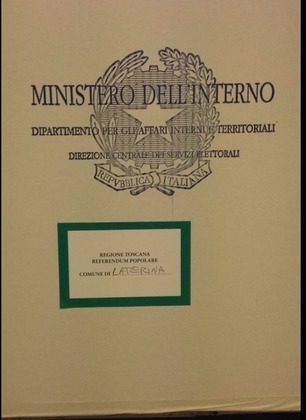 MINISTERO DELL'INTERNO
DIPARTIMENTO PER GLI AFFARI INTERNI E TERRITORIALI
DIREZIONE CENTRALE DEI SERVIZI ELETTORALI
REPVBBLICA ITALIANA
REGIONE TOSCANA
REFERENDUM POPOLARE
COMUNE DI LATERINA